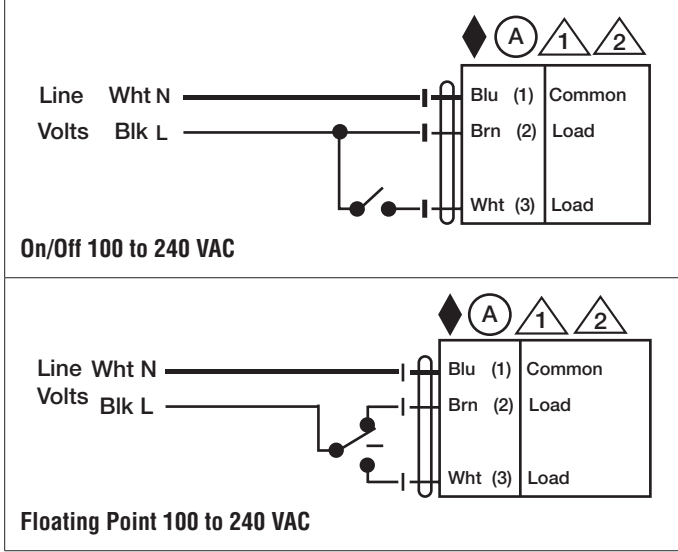 A 1 2
Line Wht N Blu (1) Common
Volts Blk L Brn (2) Load
Wht (3) Load
On/Off 100 to 240 VAC
A 1 2
Line Wht N Blu (1) Common
Volts Blk L Brn (2) Load
Wht (3) Load
Floating Point 100 to 240 VAC